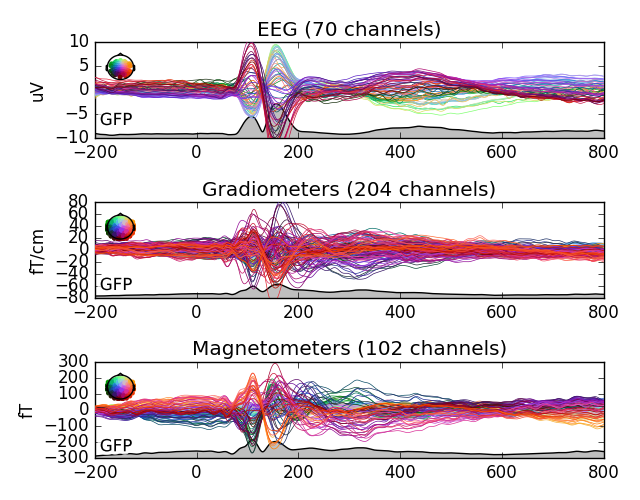 EEG (70 channels)
10
5
0
−5
−10
uV
GFP
−200 0 200 400 600 800
Gradiometers (204 channels)
80
60
40
20
0
−20
−40
−60
−80
fT/cm
GFP
−200 0 200 400 600 800
Magnetometers (102 channels)
300
200
100
0
−100
−200
−300
fT
GFP
−200 0 200 400 600 800